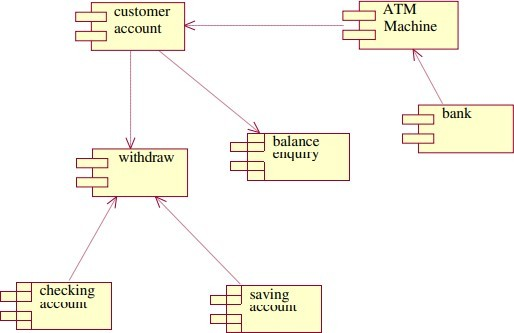 customer
account
ATM
Machine
bank
withdraw
balance
enquiry
checking
account
saving
account